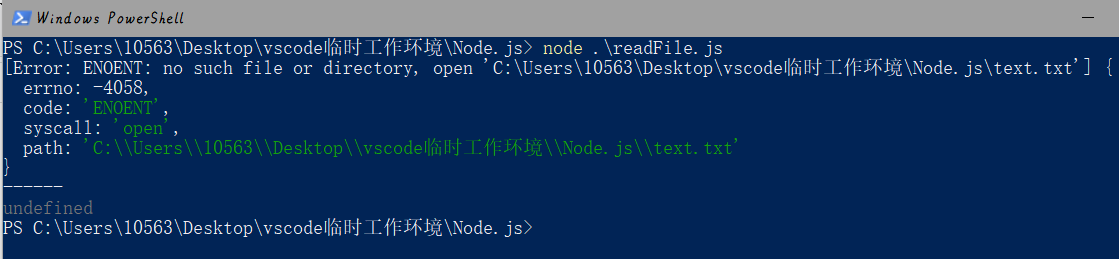 Windows PowerShell
PS C:\Users\10563\Desktop\vscode临时工作环境\Node.js> node .\readFile.js
[Error: ENOENT: no such file or directory, open 'C:\Users\10563\Desktop\vscode临时工作环境\Node.js\text.txt'] {
  errno: -4058,
  code: 'ENOENT',
  syscall: 'open',
  path: 'C:\\Users\\10563\\Desktop\\vscode临时工作环境\\Node.js\\text.txt'
}
------
undefined
PS C:\Users\10563\Desktop\vscode临时工作环境\Node.js>